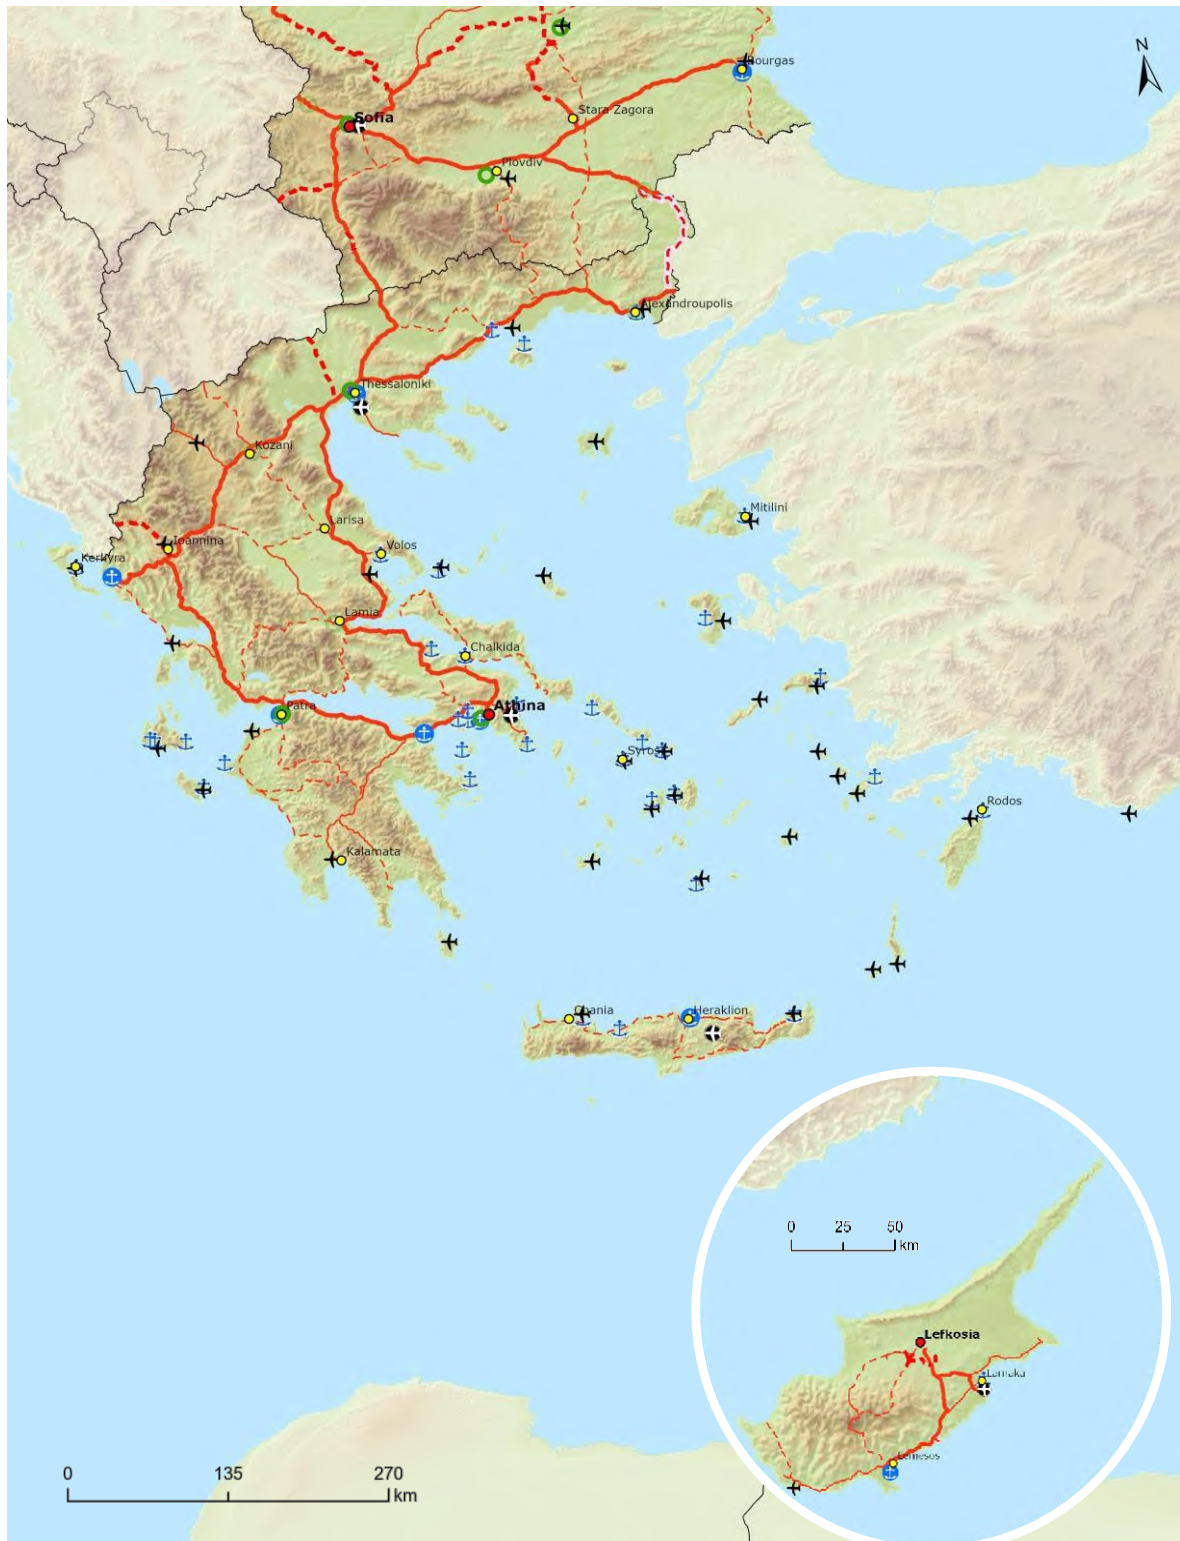 N
Bourgas
Stara Zagora
Sofia
Plovdiv
Alexandroupolis
Thessaloniki
Kozani
Mitilini
Larisa
Ioannina
Volos
Kerkyra
Lamia
Chalkida
Patra
Athina
Syros
Rodos
Kalamata
Chania
Heraklion
0 25 50
km
Lefkosia
Larnaka
Lemesos
0 135 270
km